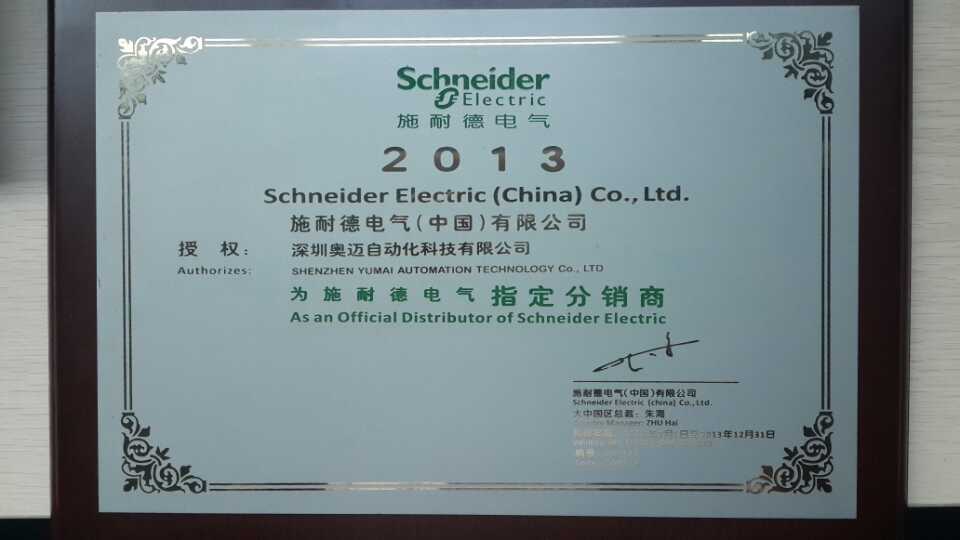 Schneider
Electric
施耐德电气
2013
Schneider Electric (China) Co., Ltd.
施耐德电气(中国)有限公司
授权: 深圳奥迈自动化科技有限公司
Authorizes: SHENZHEN YUMAI AUTOMATION TECHNOLOGY Co., LTD
为施耐德电气 指定分销商
As an Official Distributor of Schneider Electric
施耐德电气(中国)有限公司
Schneider Electric (china) Co., Ltd.
大中国区总裁: 朱海
Country Manager: ZHU Hai
2013年12月31日